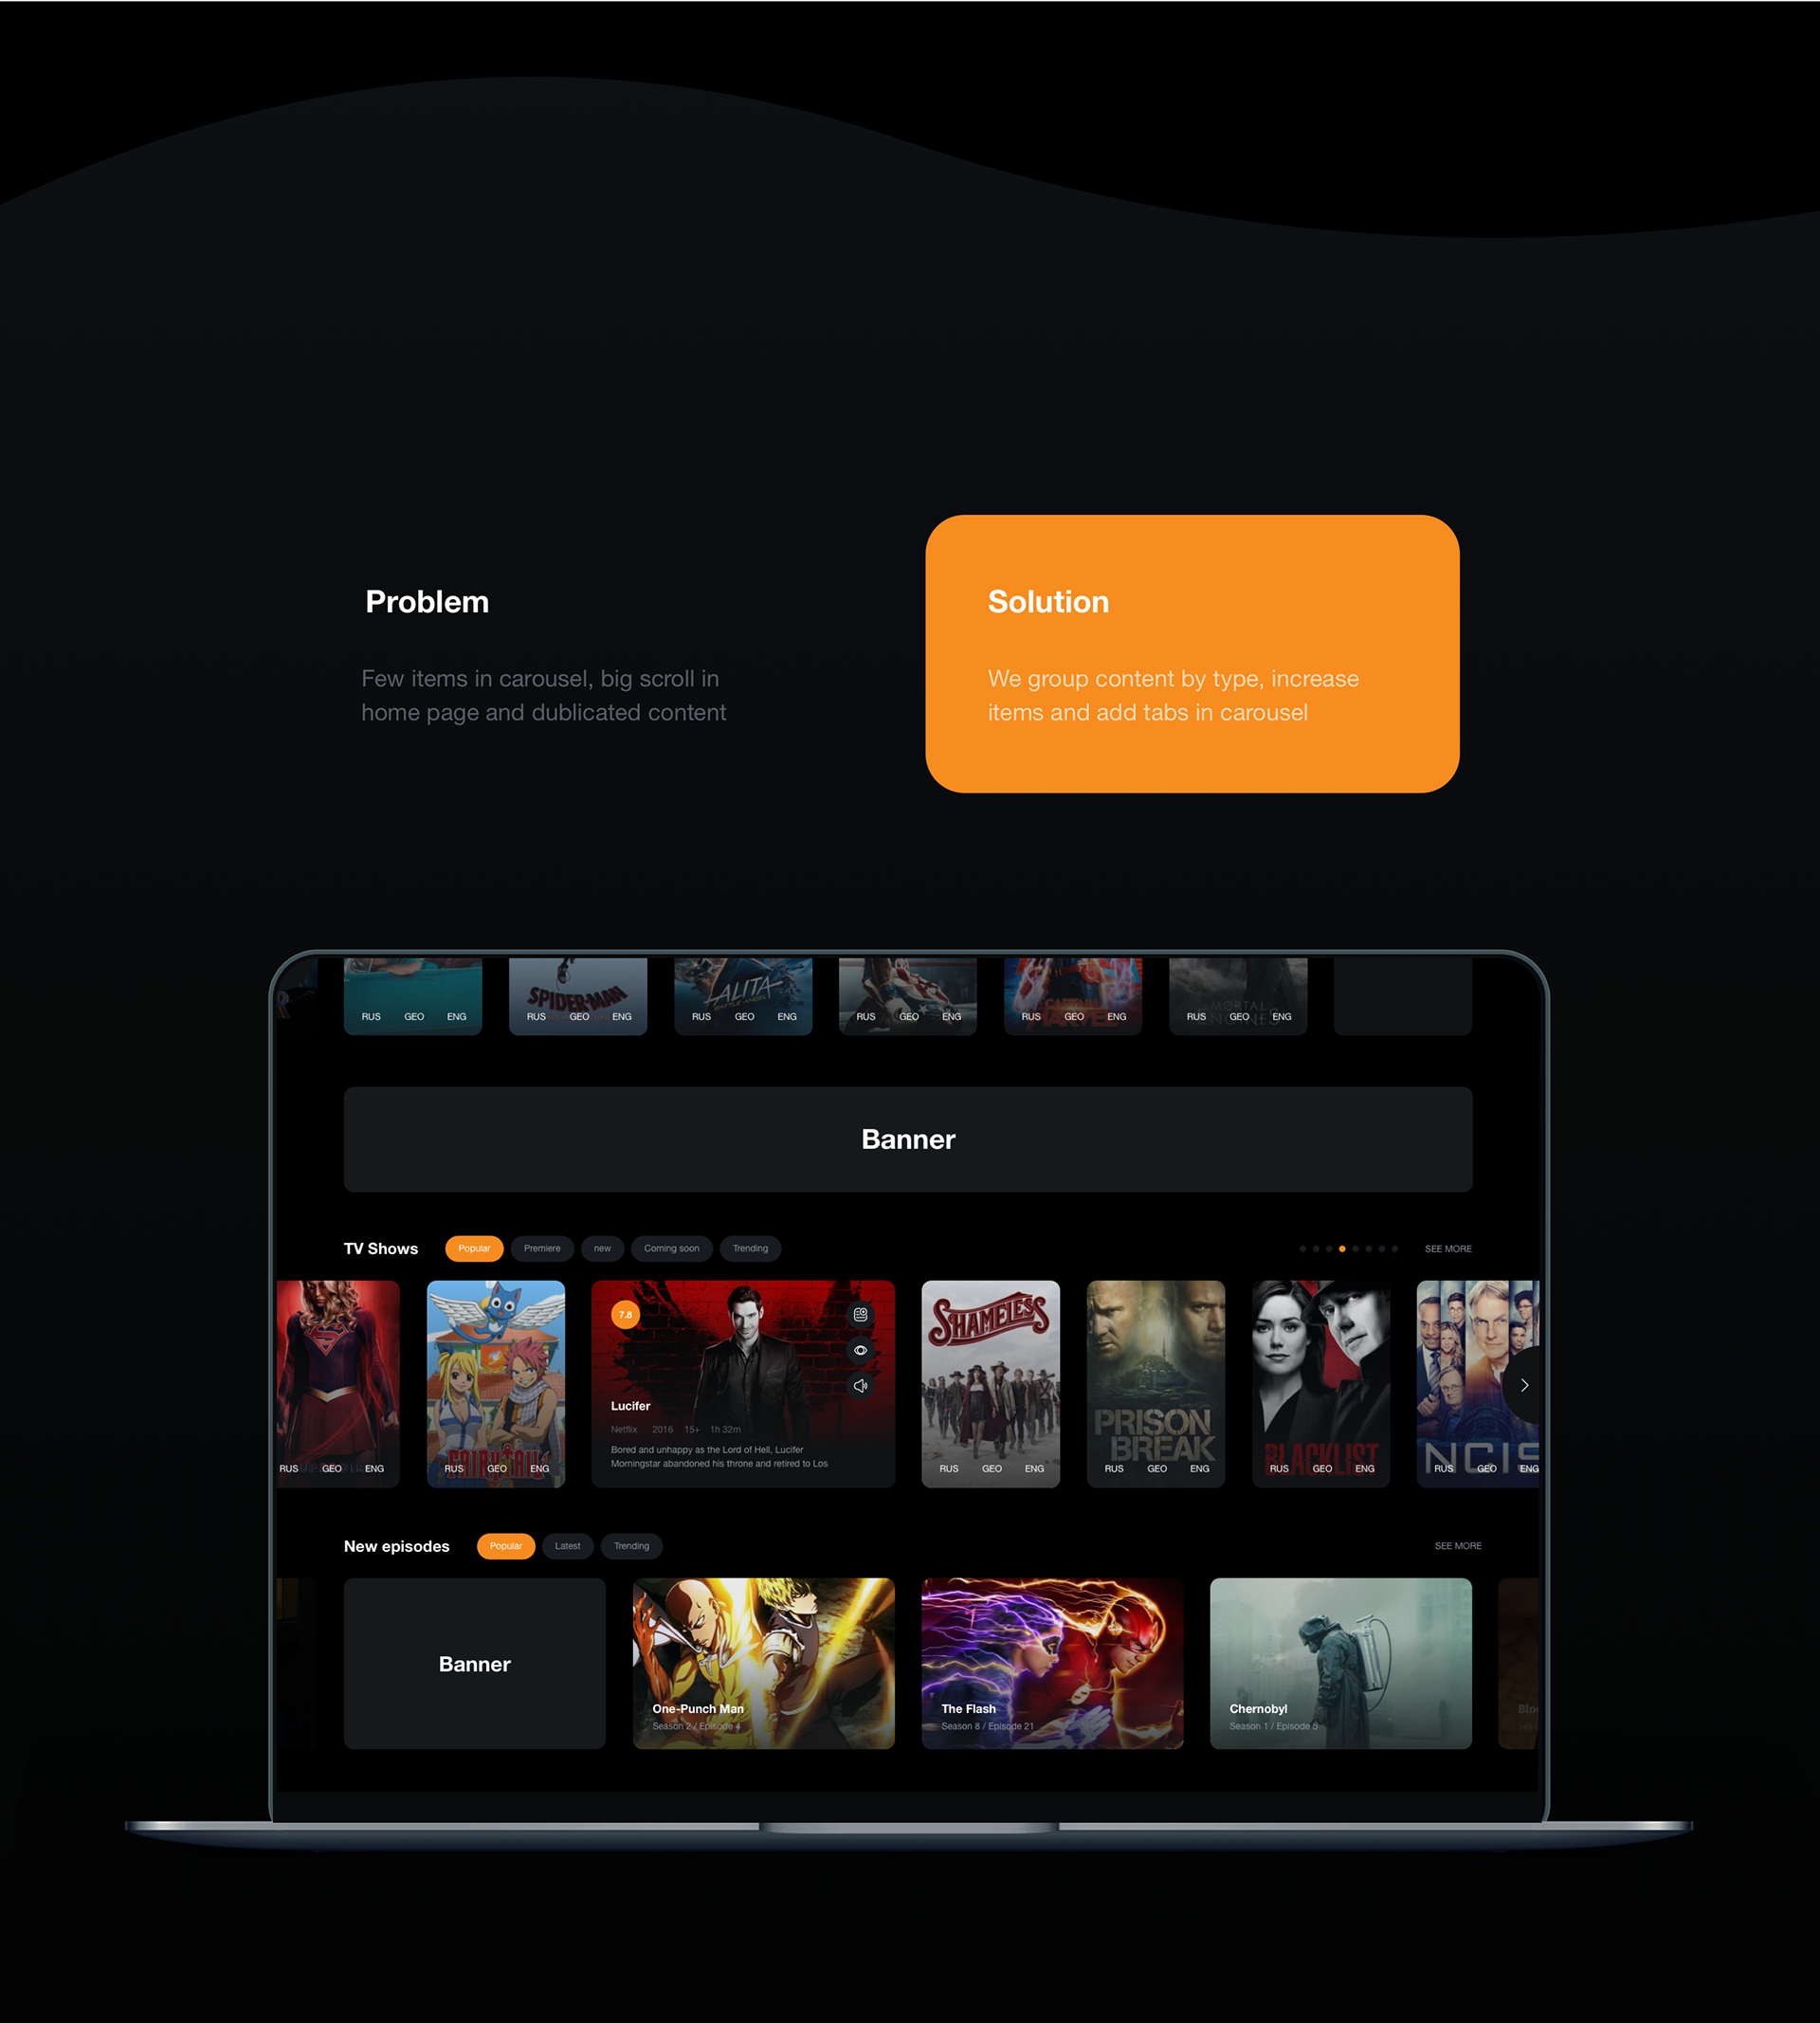 Problem
Few items in carousel, big scroll in
home page and dublicated content
Solution
We group content by type, increase
items and add tabs in carousel
SPIDER-MAN
ALITA
BATTLE ANGEL
CAPTAIN
MARVEL
MORTAL
ENGINES
RUS GEO ENG
RUS GEO ENG
RUS GEO ENG
RUS GEO ENG
RUS GEO ENG
RUS GEO ENG
Banner
TV Shows
Popular Premiere new Coming soon Trending
SEE MORE
RUS GEO ENG
FAIRY TAIL
RUS GEO ENG
7.8
Lucifer
Netflix 2016 15+ 1h 32m
Bored and unhappy as the Lord of Hell, Lucifer
Morningstar abandoned his throne and retired to Los
SHAMELESS
RUS GEO ENG
PRISON
BREAK
RUS GEO ENG
BLACKLIST
RUS GEO ENG
NCIS
RUS GEO ENG
New episodes
Popular Latest Trending
SEE MORE
Banner
One-Punch Man
Season 2 / Episode 4
The Flash
Season 8 / Episode 21
Chernobyl
Season 1 / Episode 5